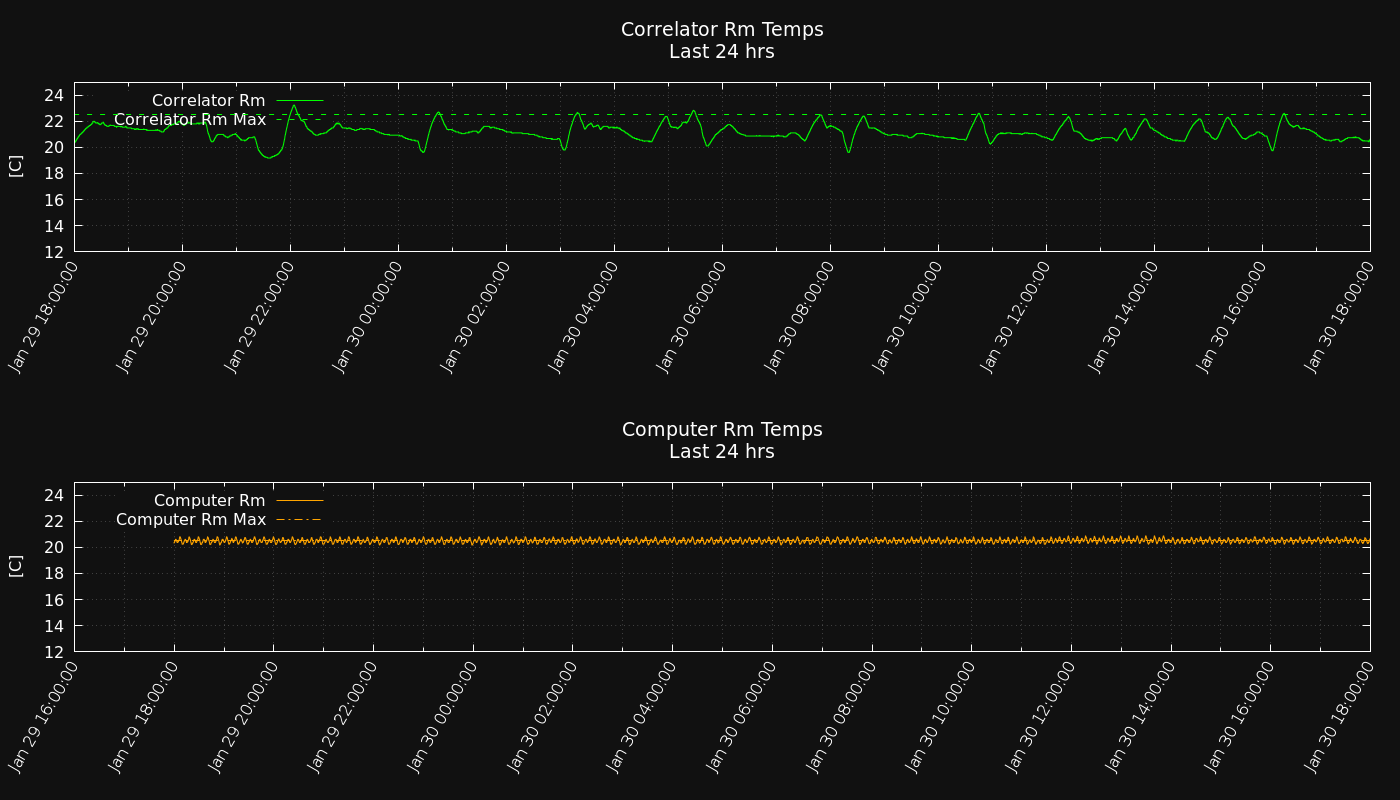 Correlator Rm Temps
Last 24 hrs
24
22
20
18
16
14
12
[C]
Correlator Rm
Correlator Rm Max
Jan 29 18:00:00
Jan 29 20:00:00
Jan 29 22:00:00
Jan 30 00:00:00
Jan 30 02:00:00
Jan 30 04:00:00
Jan 30 06:00:00
Jan 30 08:00:00
Jan 30 10:00:00
Jan 30 12:00:00
Jan 30 14:00:00
Jan 30 16:00:00
Jan 30 18:00:00
Computer Rm Temps
Last 24 hrs
24
22
20
18
16
14
12
[C]
Computer Rm
Computer Rm Max
Jan 29 16:00:00
Jan 29 18:00:00
Jan 29 20:00:00
Jan 29 22:00:00
Jan 30 00:00:00
Jan 30 02:00:00
Jan 30 04:00:00
Jan 30 06:00:00
Jan 30 08:00:00
Jan 30 10:00:00
Jan 30 12:00:00
Jan 30 14:00:00
Jan 30 16:00:00
Jan 30 18:00:00